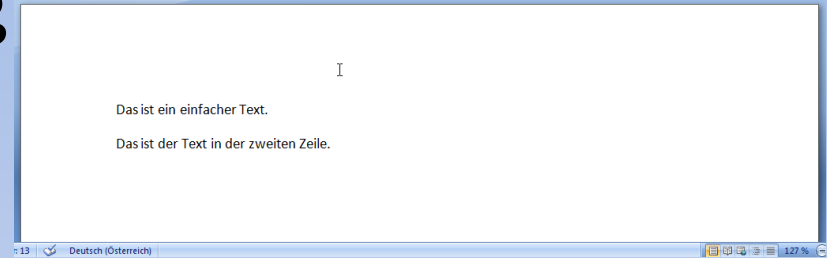 Das ist ein einfacher Text.
Das ist der Text in der zweiten Zeile.
: 13 Deutsch (Österreich) 127 %